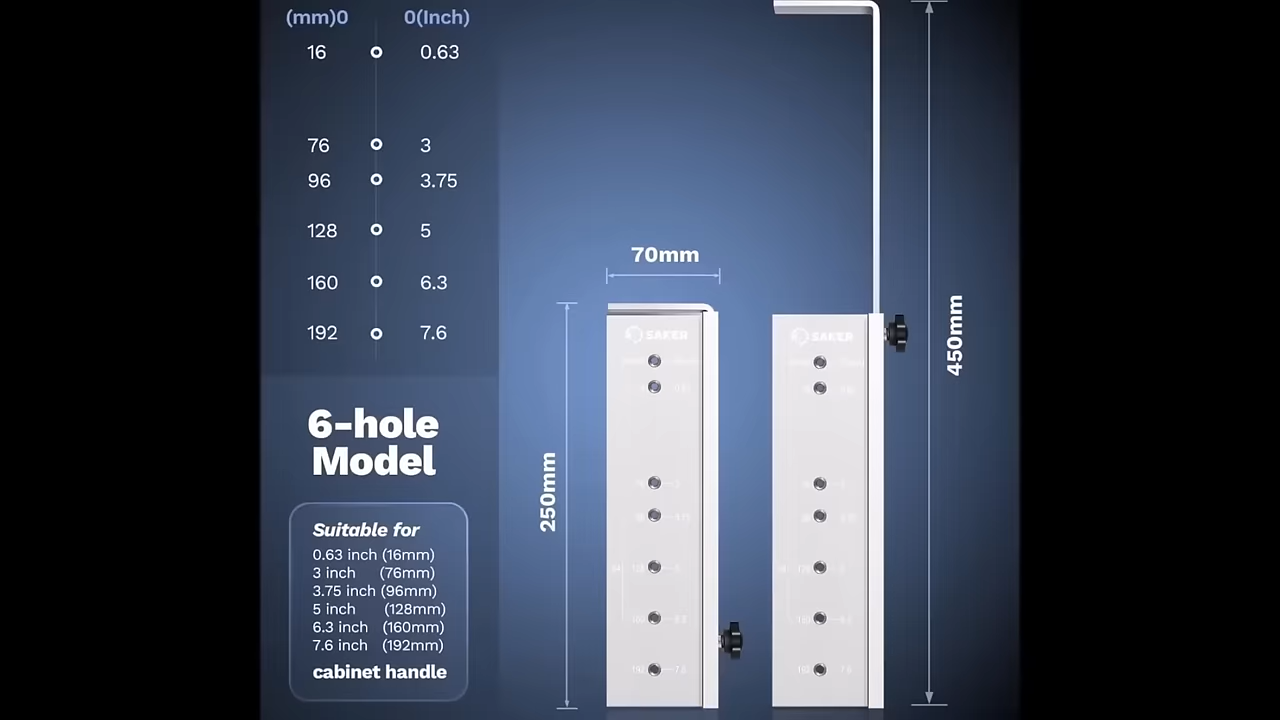 (mm)0 0(Inch)
16 0.63
76 3
96 3.75
128 5
160 6.3
192 7.6
6-hole
Model
Suitable for
0.63 inch (16mm)
3 inch (76mm)
3.75 inch (96mm)
5 inch (128mm)
6.3 inch (160mm)
7.6 inch (192mm)
cabinet handle
70mm
250mm
450mm
SAKER
SAKER